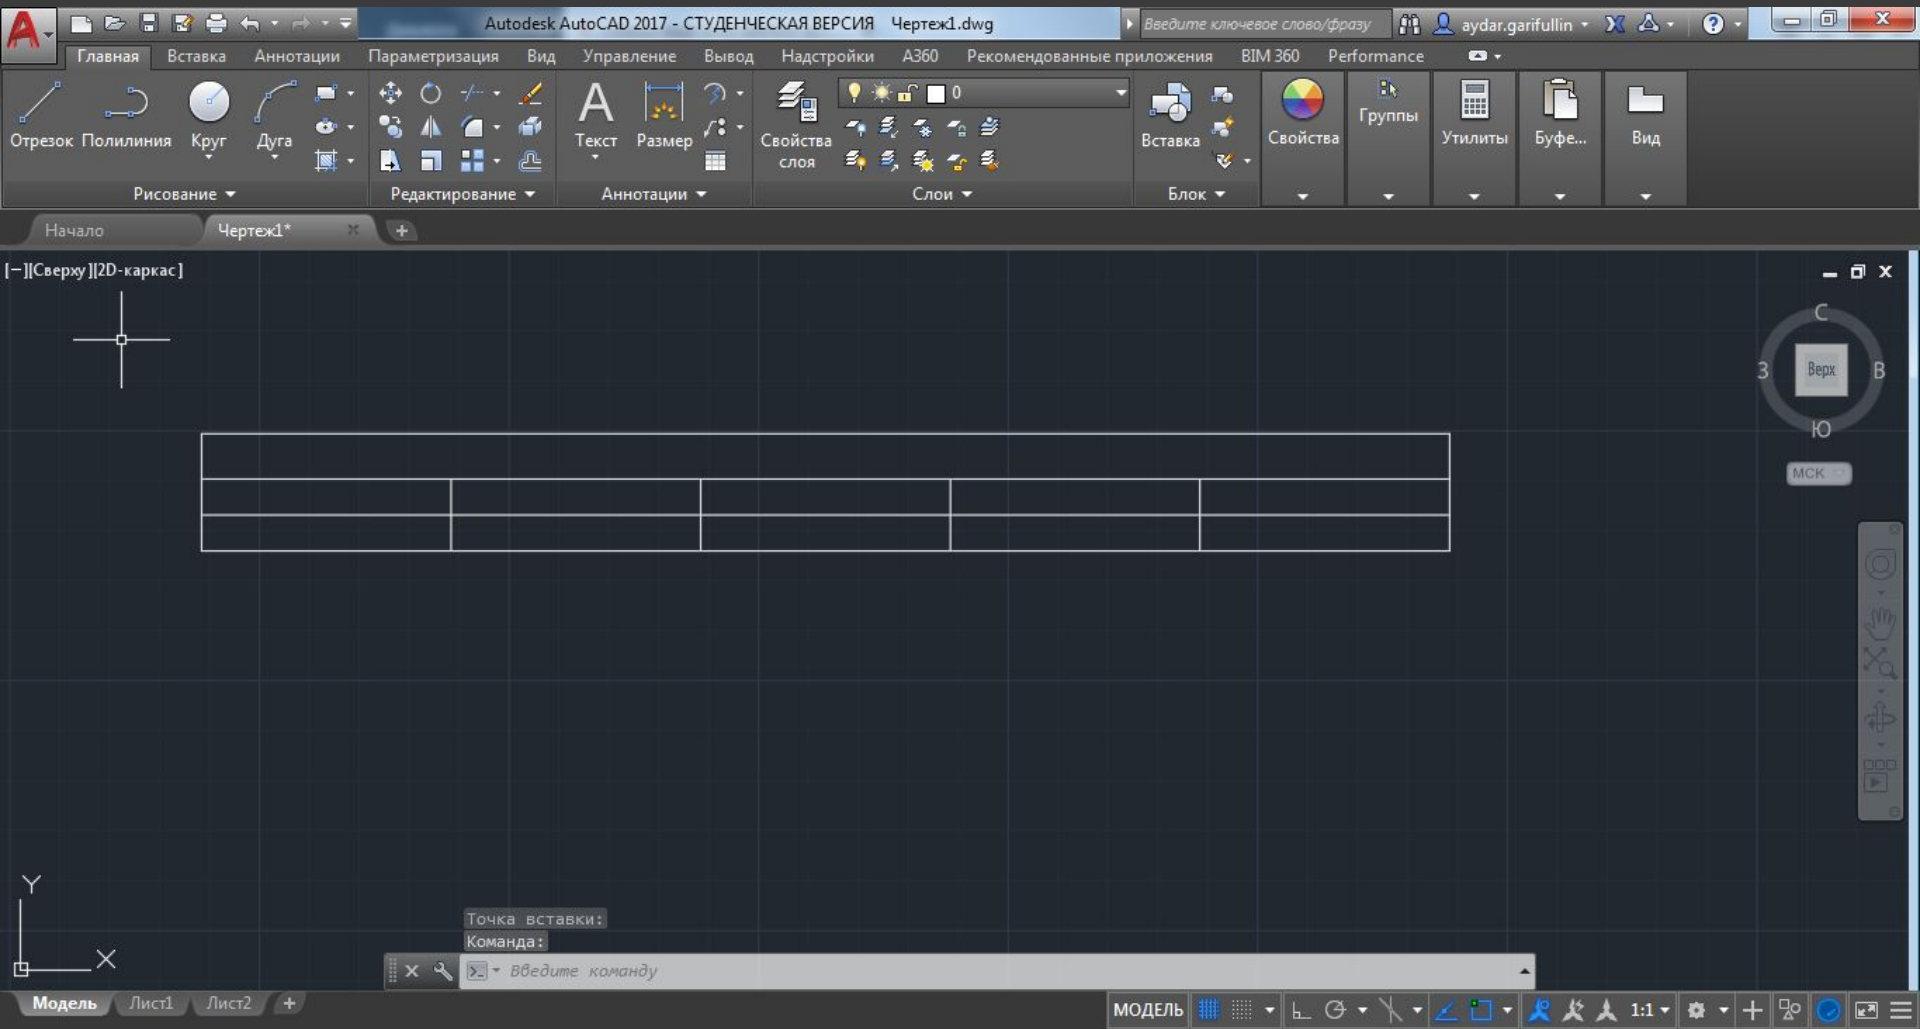 Autodesk AutoCAD 2017 - СТУДЕНЧЕСКАЯ ВЕРСИЯ Чертеж1.dwg
Введите ключевое слово/фразу
aydar.garifullin
Главная Вставка Аннотации Параметризация Вид Управление Вывод Надстройки A360 Рекомендованные приложения BIM 360 Performance
0
Отрезок Полилиния Круг Дуга
Текст Размер
Свойства
слоя
Вставка
Свойства
Группы
Утилиты
Буфе...
Вид
Рисование Редактирование Аннотации Слои Блок
Начало Чертеж1*
[−][Сверху][2D-каркас]
С
З Верх В
Ю
МСК
Y
X
Точка вставки:
Команда:
Введите команду
Модель Лист1 Лист2
МОДЕЛЬ 1:1